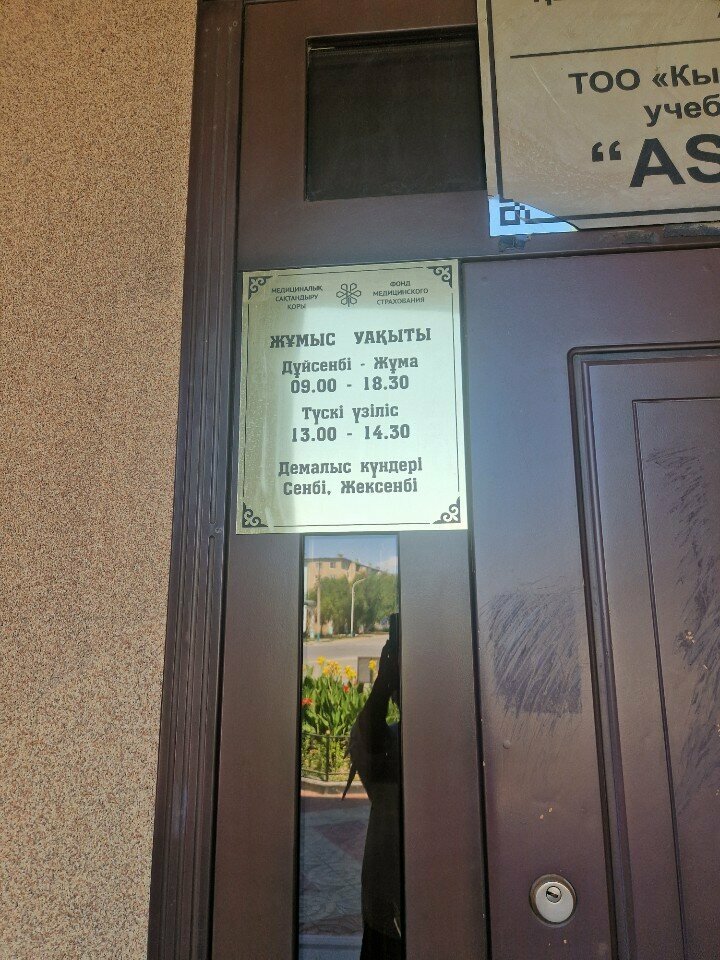 ТОО «Кы
учеб
“AS
МЕДИЦИНАЛЫҚ
САҚТАНДЫРУ
ҚОРЫ
ФОНД
МЕДИЦИНСКОГО
СТРАХОВАНИЯ
ЖҰМЫС УАҚЫТЫ
Дүйсенбі - Жұма
09.00 - 18.30
Түскі үзіліс
13.00 - 14.30
Демалыс күндері
Сенбі, Жексенбі